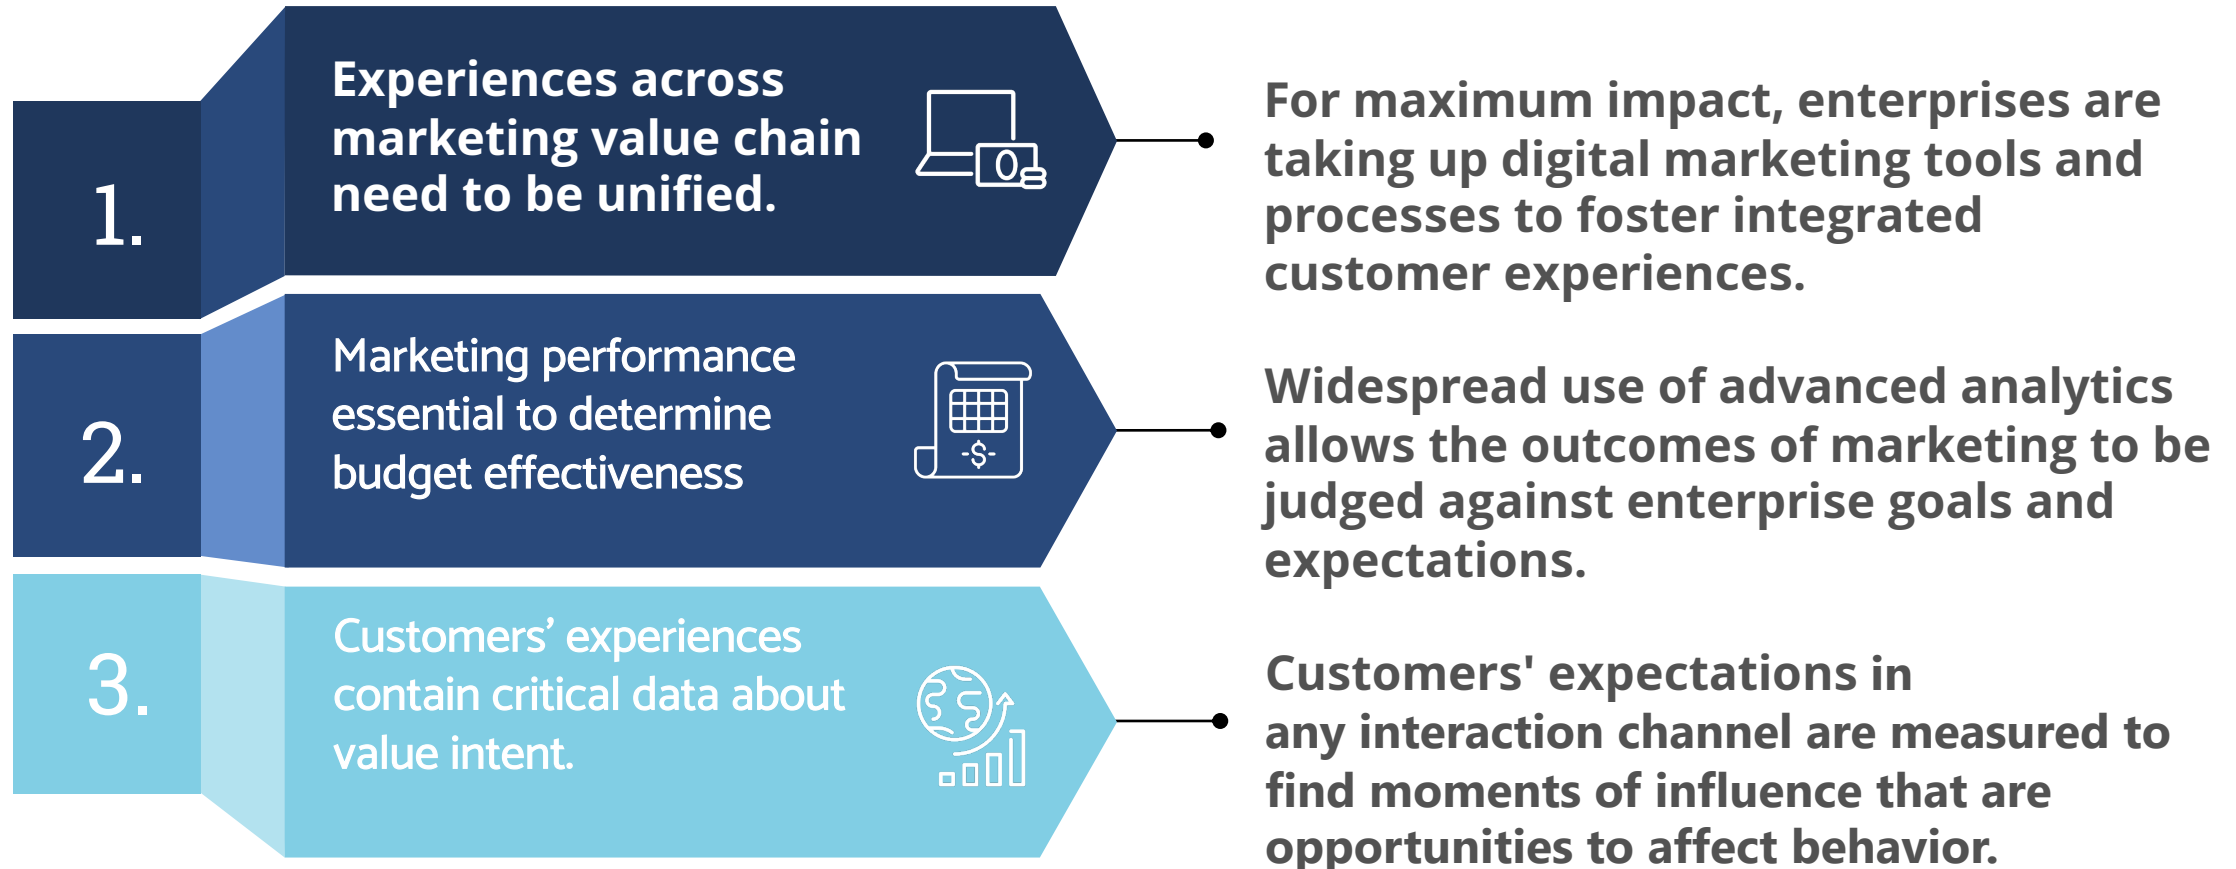 1.
Experiences across
marketing value chain
need to be unified.
0
For maximum impact, enterprises are
taking up digital marketing tools and
processes to foster integrated
customer experiences.
2.
Marketing performance
essential to determine
budget effectiveness
-$-
Widespread use of advanced analytics
allows the outcomes of marketing to be
judged against enterprise goals and
expectations.
3.
Customers’ experiences
contain critical data about
value intent.
Customers' expectations in
any interaction channel are measured to
find moments of influence that are
opportunities to affect behavior.